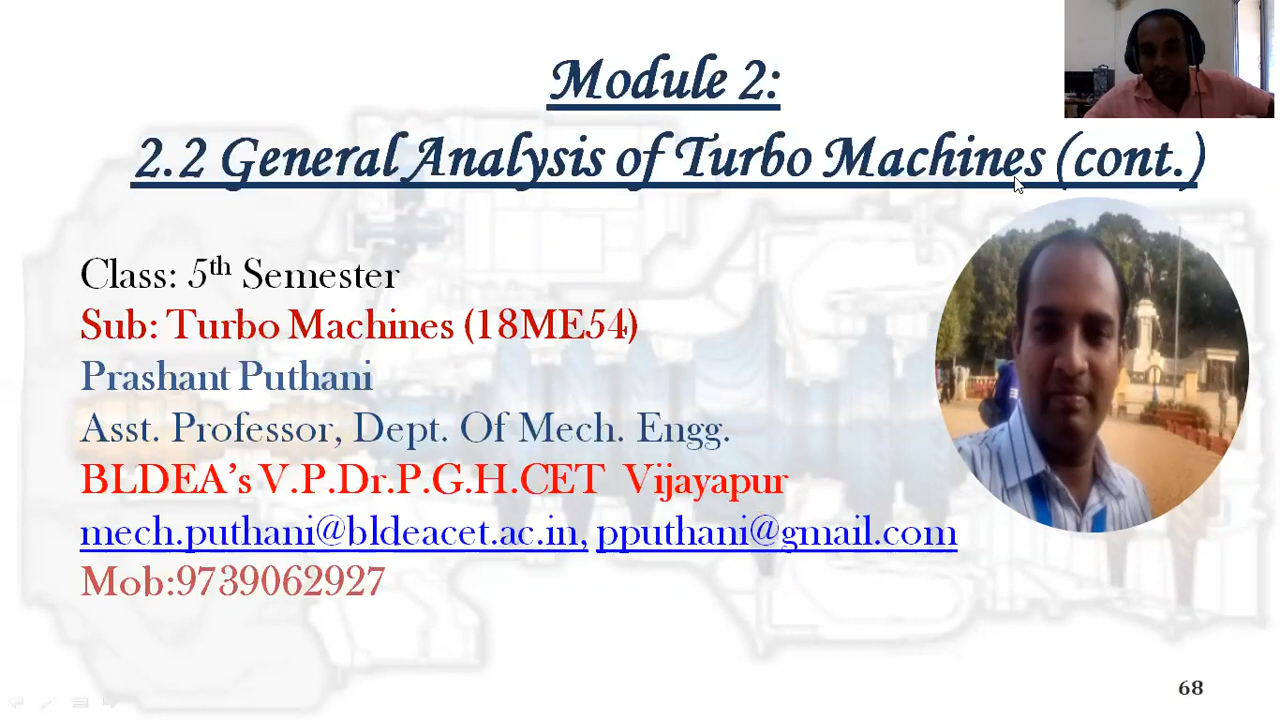 Module 2:
2.2 General Analysis of Turbo Machines (cont.)
Class: 5th Semester
Sub: Turbo Machines (18ME54)
Prashant Puthani
Asst. Professor, Dept. Of Mech. Engg.
BLDEA’s V.P.Dr.P.G.H.CET Vijayapur
mech.puthani@bldeacet.ac.in, pputhani@gmail.com
Mob:9739062927
68